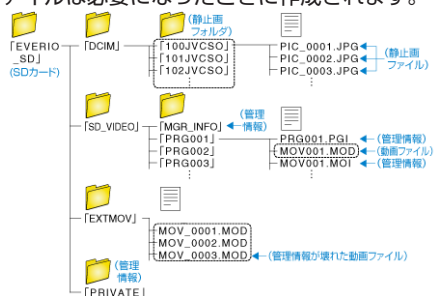 アイルは必要になったときに作成されます。
「EVERIO
_SD」
(SDカード)
「DCIM」
(静止画
フォルダ)
「100JVCSO」
「101JVCSO」
「102JVCSO」
PIC_0001.JPG
PIC_0002.JPG
PIC_0003.JPG
(静止画
ファイル)
「SD_VIDEO」
「MGR_INFO」
(管理
情報)
「PRG001」
「PRG002」
「PRG003」
PRG001.PGI
(管理情報)
MOV001.MOD
(動画ファイル)
MOV001.MOI
(管理情報)
「EXTMOV」
MOV_0001.MOD
MOV_0002.MOD
MOV_0003.MOD
(管理情報が壊れた動画ファイル)
(管理
情報)
「PRIVATE」